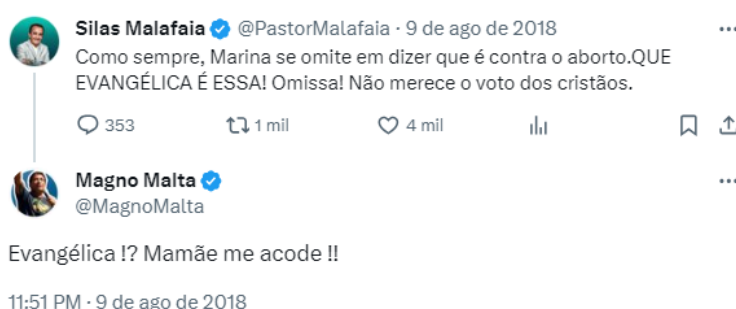 Silas Malafaia @PastorMalafaia · 9 de ago de 2018
Como sempre, Marina se omite em dizer que é contra o aborto.QUE
EVANGÉLICA É ESSA! Omissa! Não merece o voto dos cristãos.
353 1 mil 4 mil
Magno Malta
@MagnoMalta
Evangélica !? Mamãe me acode !!
11:51 PM · 9 de ago de 2018